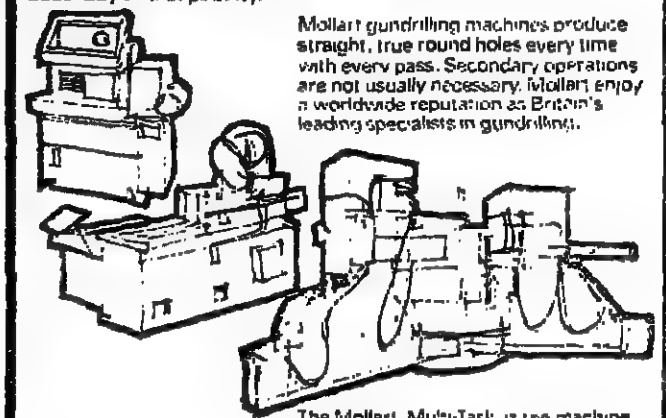 Mollart gundrilling machines produce
straight, true round holes every time
with every pass. Secondary operations
are not usually necessary. Mollart enjoy
a worldwide reputation as Britain's
leading specialists in gundrilling.
The Mollart Multi-Task is the machine